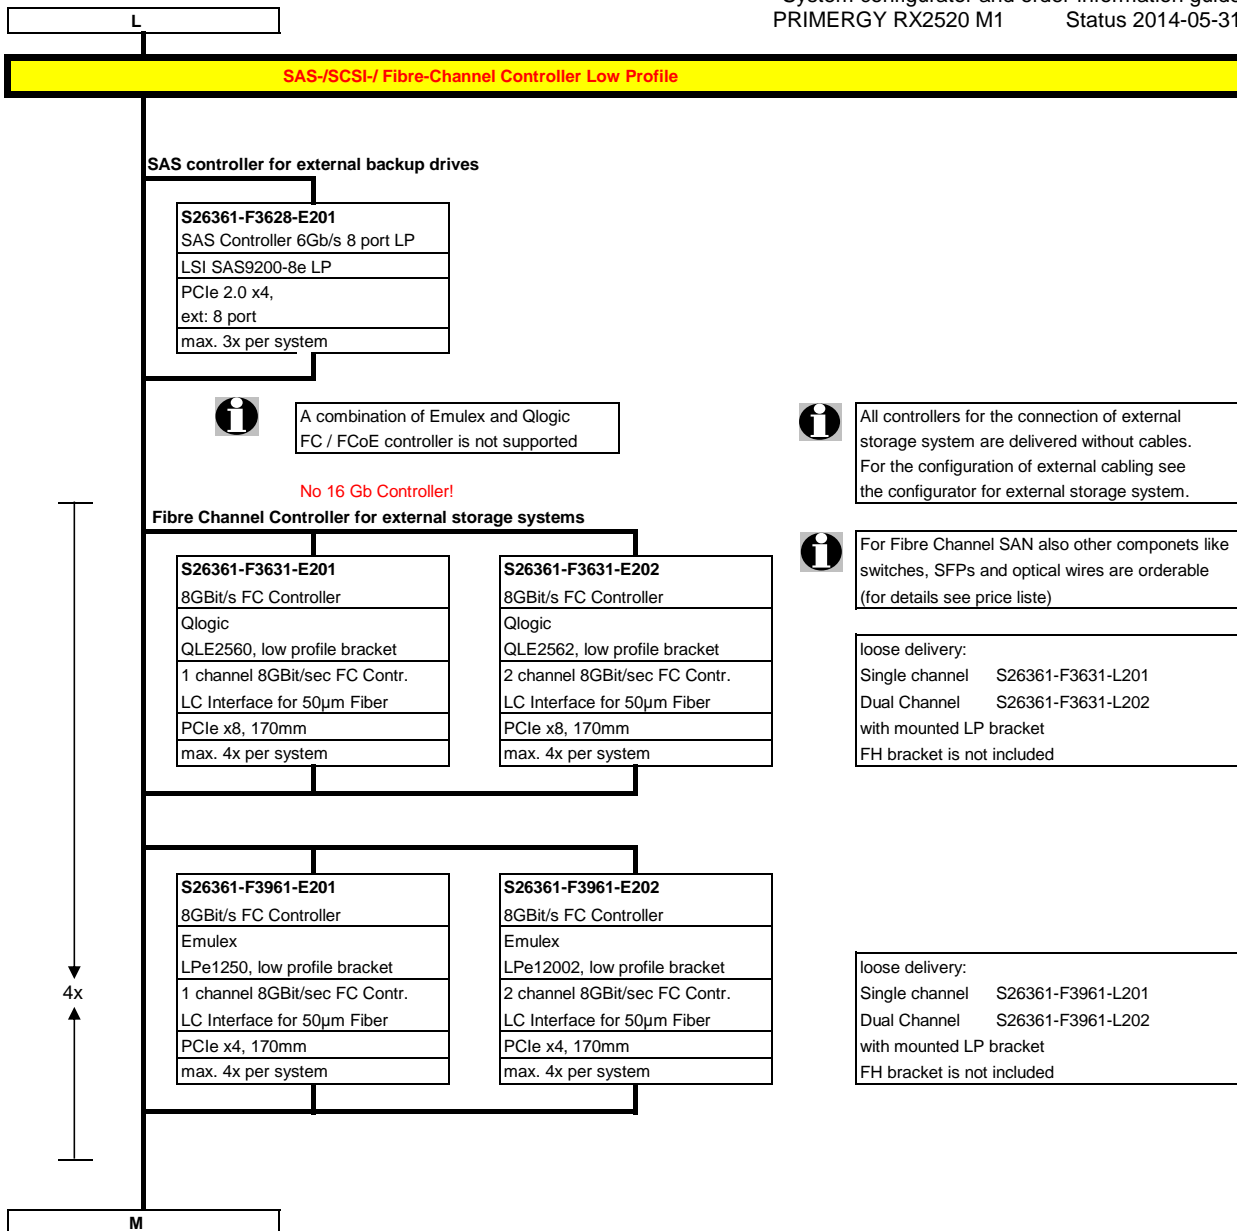 System configurator and order information guide
PRIMERGY RX2520 M1 Status 2014-05-31
L
SAS-/SCSI-/ Fibre-Channel Controller Low Profile
SAS controller for external backup drives
S26361-F3628-E201
SAS Controller 6Gb/s 8 port LP
LSI SAS9200-8e LP
PCIe 2.0 x4,
ext: 8 port
max. 3x per system
A combination of Emulex and Qlogic
FC / FCoE controller is not supported
All controllers for the connection of external
storage system are delivered without cables.
For the configuration of external cabling see
the configurator for external storage system.
No 16 Gb Controller!
Fibre Channel Controller for external storage systems
For Fibre Channel SAN also other componets like
switches, SFPs and optical wires are orderable
(for details see price liste)
S26361-F3631-E201
8GBit/s FC Controller
Qlogic
QLE2560, low profile bracket
1 channel 8GBit/sec FC Contr.
LC Interface for 50µm Fiber
PCIe x8, 170mm
max. 4x per system
S26361-F3631-E202
8GBit/s FC Controller
Qlogic
QLE2562, low profile bracket
2 channel 8GBit/sec FC Contr.
LC Interface for 50µm Fiber
PCIe x8, 170mm
max. 4x per system
loose delivery:
Single channel S26361-F3631-L201
Dual Channel S26361-F3631-L202
with mounted LP bracket
FH bracket is not included
S26361-F3961-E201
8GBit/s FC Controller
Emulex
LPe1250, low profile bracket
1 channel 8GBit/sec FC Contr.
LC Interface for 50µm Fiber
PCIe x4, 170mm
max. 4x per system
S26361-F3961-E202
8GBit/s FC Controller
Emulex
LPe12002, low profile bracket
2 channel 8GBit/sec FC Contr.
LC Interface for 50µm Fiber
PCIe x4, 170mm
max. 4x per system
loose delivery:
Single channel S26361-F3961-L201
Dual Channel S26361-F3961-L202
with mounted LP bracket
FH bracket is not included
4x
M